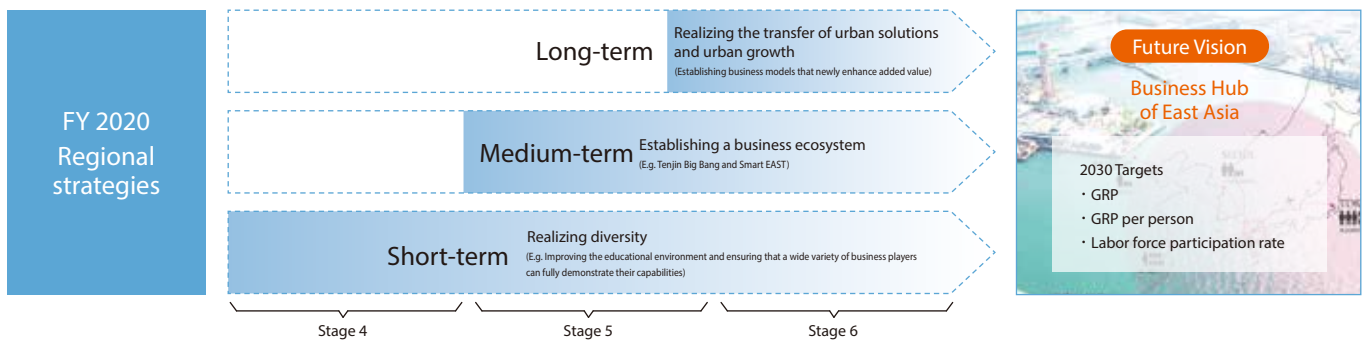 FY 2020
Regional
strategies
Long-term
Realizing the transfer of urban solutions
and urban growth
(Establishing business models that newly enhance added value)
Medium-term
Establishing a business ecosystem
(E.g. Tenjin Big Bang and Smart EAST)
Short-term
Realizing diversity
(E.g. Improving the educational environment and ensuring that a wide variety of business players
can fully demonstrate their capabilities)
Stage 4
Stage 5
Stage 6
Future Vision
Business Hub
of East Asia
2030 Targets
・GRP
・GRP per person
・Labor force participation rate